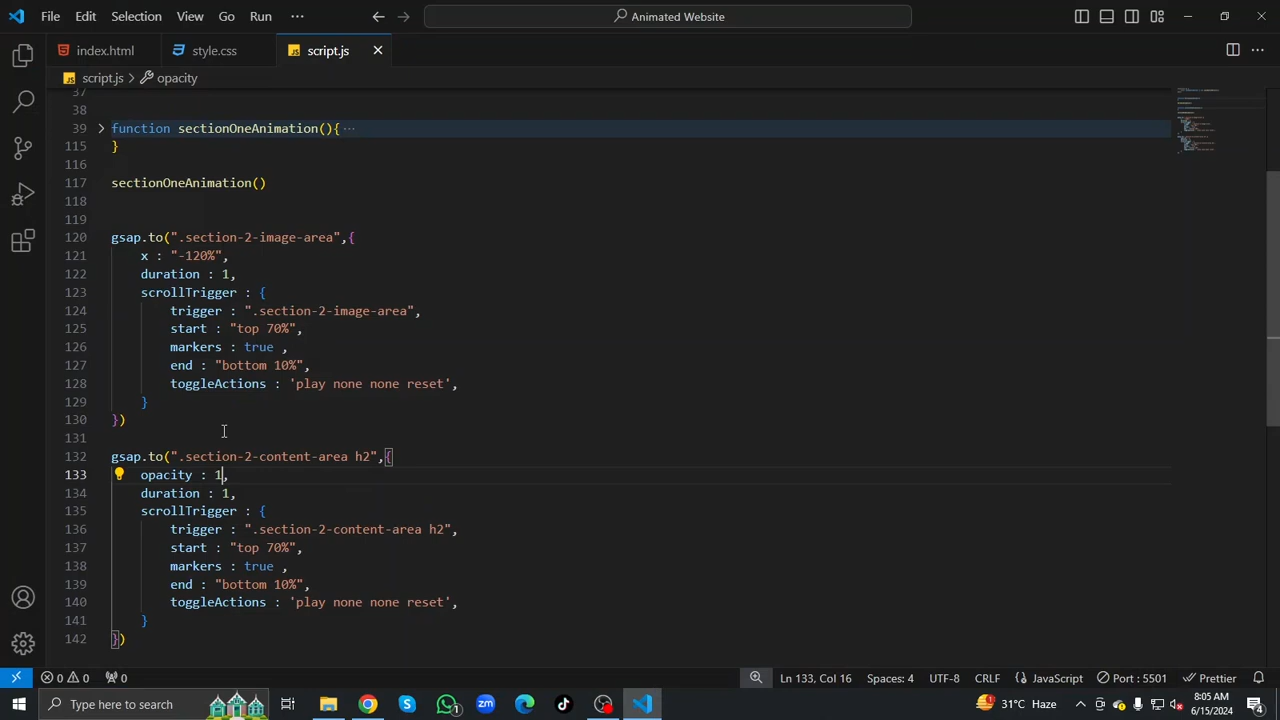 File Edit Selection View Go Run ···
Animated Website
index.html
style.css
script.js
script.js > opacity
37
38
39 function sectionOneAnimation(){ ···
115 }
116
117 sectionOneAnimation()
118
119
120 gsap.to(".section-2-image-area",{
121 x : "-120%",
122 duration : 1,
123 scrollTrigger : {
124 trigger : ".section-2-image-area",
125 start : "top 70%",
126 markers : true ,
127 end : "bottom 10%",
128 toggleActions : 'play none none reset',
129 }
130 })
131
132 gsap.to(".section-2-content-area h2",{
133 opacity : 1,
134 duration : 1,
135 scrollTrigger : {
136 trigger : ".section-2-content-area h2",
137 start : "top 70%",
138 markers : true ,
139 end : "bottom 10%",
140 toggleActions : 'play none none reset',
141 }
142 })
0 0 0 Ln 133, Col 16 Spaces: 4 UTF-8 CRLF {} JavaScript Port : 5501 Prettier
Type here to search
1
31°C Haze
8:05 AM
6/15/2024
4